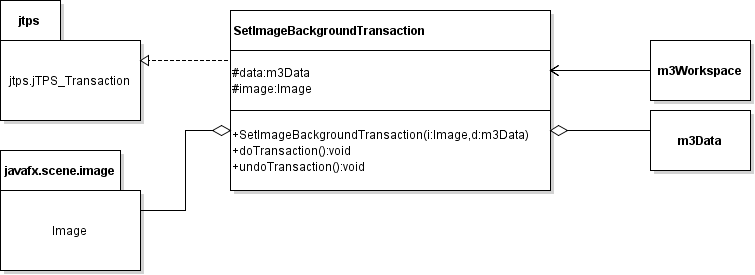 jtps
jtps.jTPS_Transaction
SetImageBackgroundTransaction
#data:m3Data
#image:Image
+SetImageBackgroundTransaction(i:Image,d:m3Data)
+doTransaction():void
+undoTransaction():void
m3Workspace
m3Data
javafx.scene.image
Image